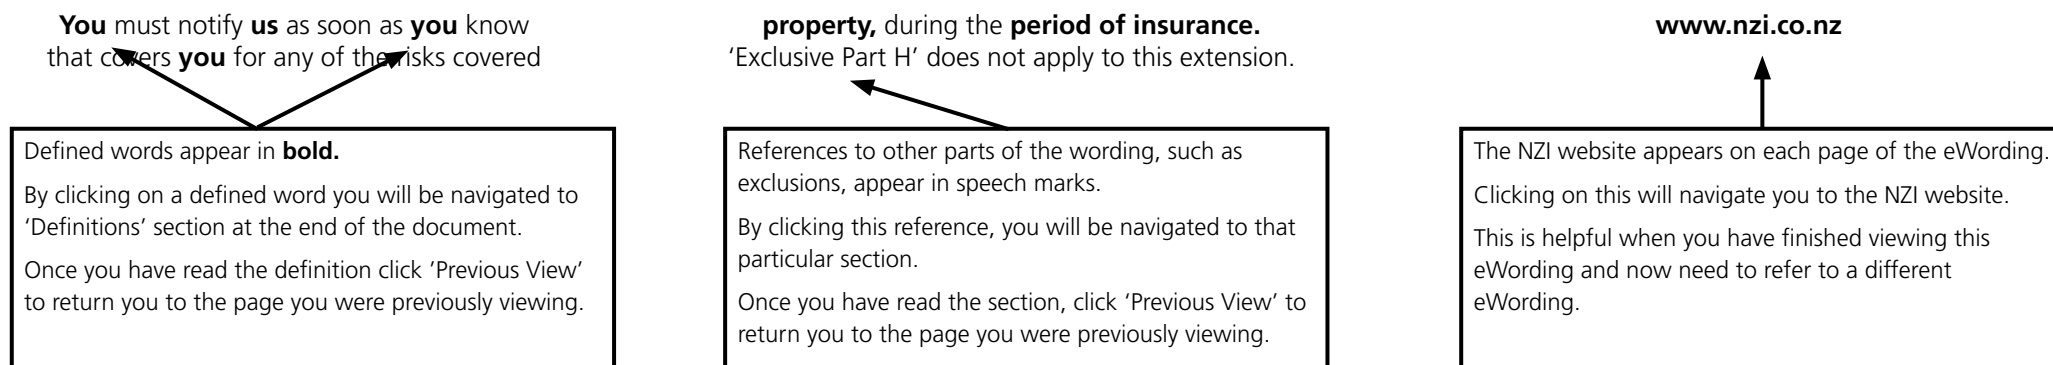 You must notify us as soon as you know
that covers you for any of the risks covered
Defined words appear in bold.
By clicking on a defined word you will be navigated to
‘Definitions’ section at the end of the document.
Once you have read the definition click ’Previous View’
to return you to the page you were previously viewing.
property, during the period of insurance.
‘Exclusive Part H’ does not apply to this extension.
References to other parts of the wording, such as
exclusions, appear in speech marks.
By clicking this reference, you will be navigated to that
particular section.
Once you have read the section, click ‘Previous View’ to
return you to the page you were previously viewing.
www.nzi.co.nz
The NZI website appears on each page of the eWording.
Clicking on this will navigate you to the NZI website.
This is helpful when you have finished viewing this
eWording and now need to refer to a different
eWording.